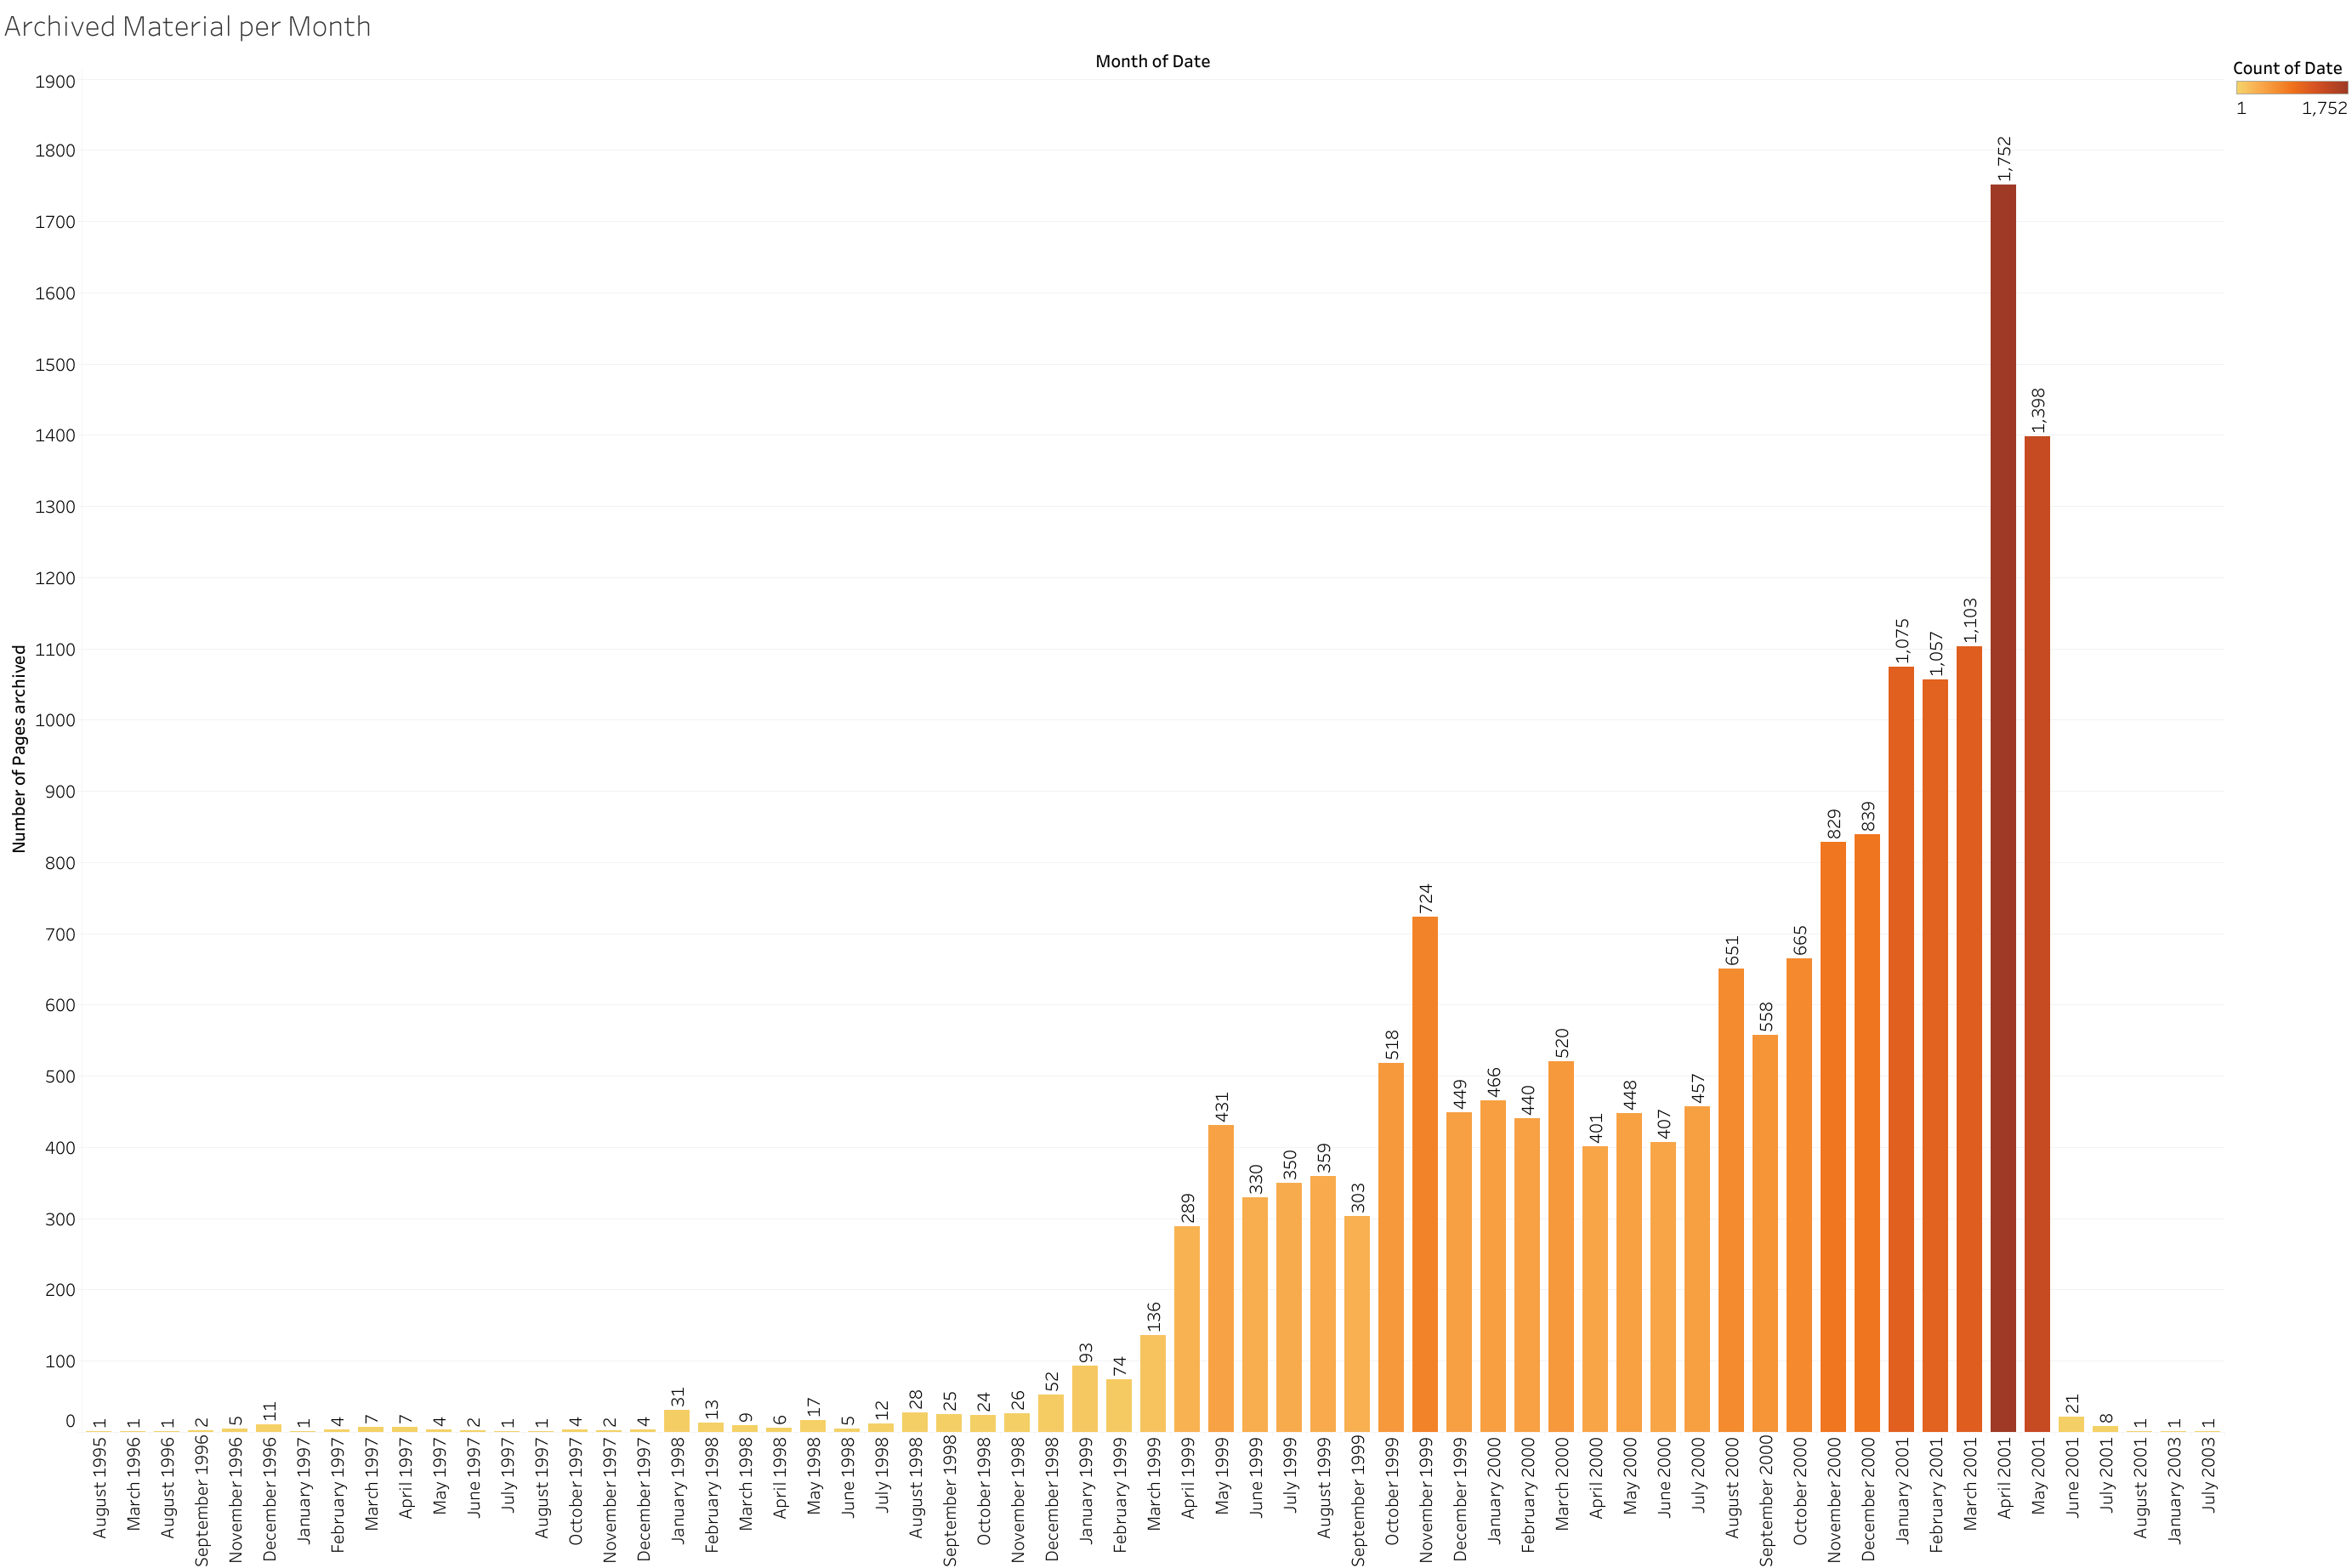 Archived Material per Month
Month of Date
Count of Date
1 1,752
Number of Pages archived
1900
1800
1700
1600
1500
1400
1300
1200
1100
1000
900
800
700
600
500
400
300
200
100
0
1
1
1
2
5
11
1
4
7
7
4
2
1
1
4
2
4
31
13
9
6
17
5
12
28
25
24
26
52
93
74
136
289
431
330
350
359
303
518
724
449
466
440
520
401
448
407
457
651
558
665
829
839
1,075
1,057
1,103
1,752
1,398
21
8
1
1
1
August 1995
March 1996
August 1996
September 1996
November 1996
December 1996
January 1997
February 1997
March 1997
April 1997
May 1997
June 1997
July 1997
August 1997
October 1997
November 1997
December 1997
January 1998
February 1998
March 1998
April 1998
May 1998
June 1998
July 1998
August 1998
September 1998
October 1998
November 1998
December 1998
January 1999
February 1999
March 1999
April 1999
May 1999
June 1999
July 1999
August 1999
September 1999
October 1999
November 1999
December 1999
January 2000
February 2000
March 2000
April 2000
May 2000
June 2000
July 2000
August 2000
September 2000
October 2000
November 2000
December 2000
January 2001
February 2001
March 2001
April 2001
May 2001
June 2001
July 2001
August 2001
January 2003
July 2003